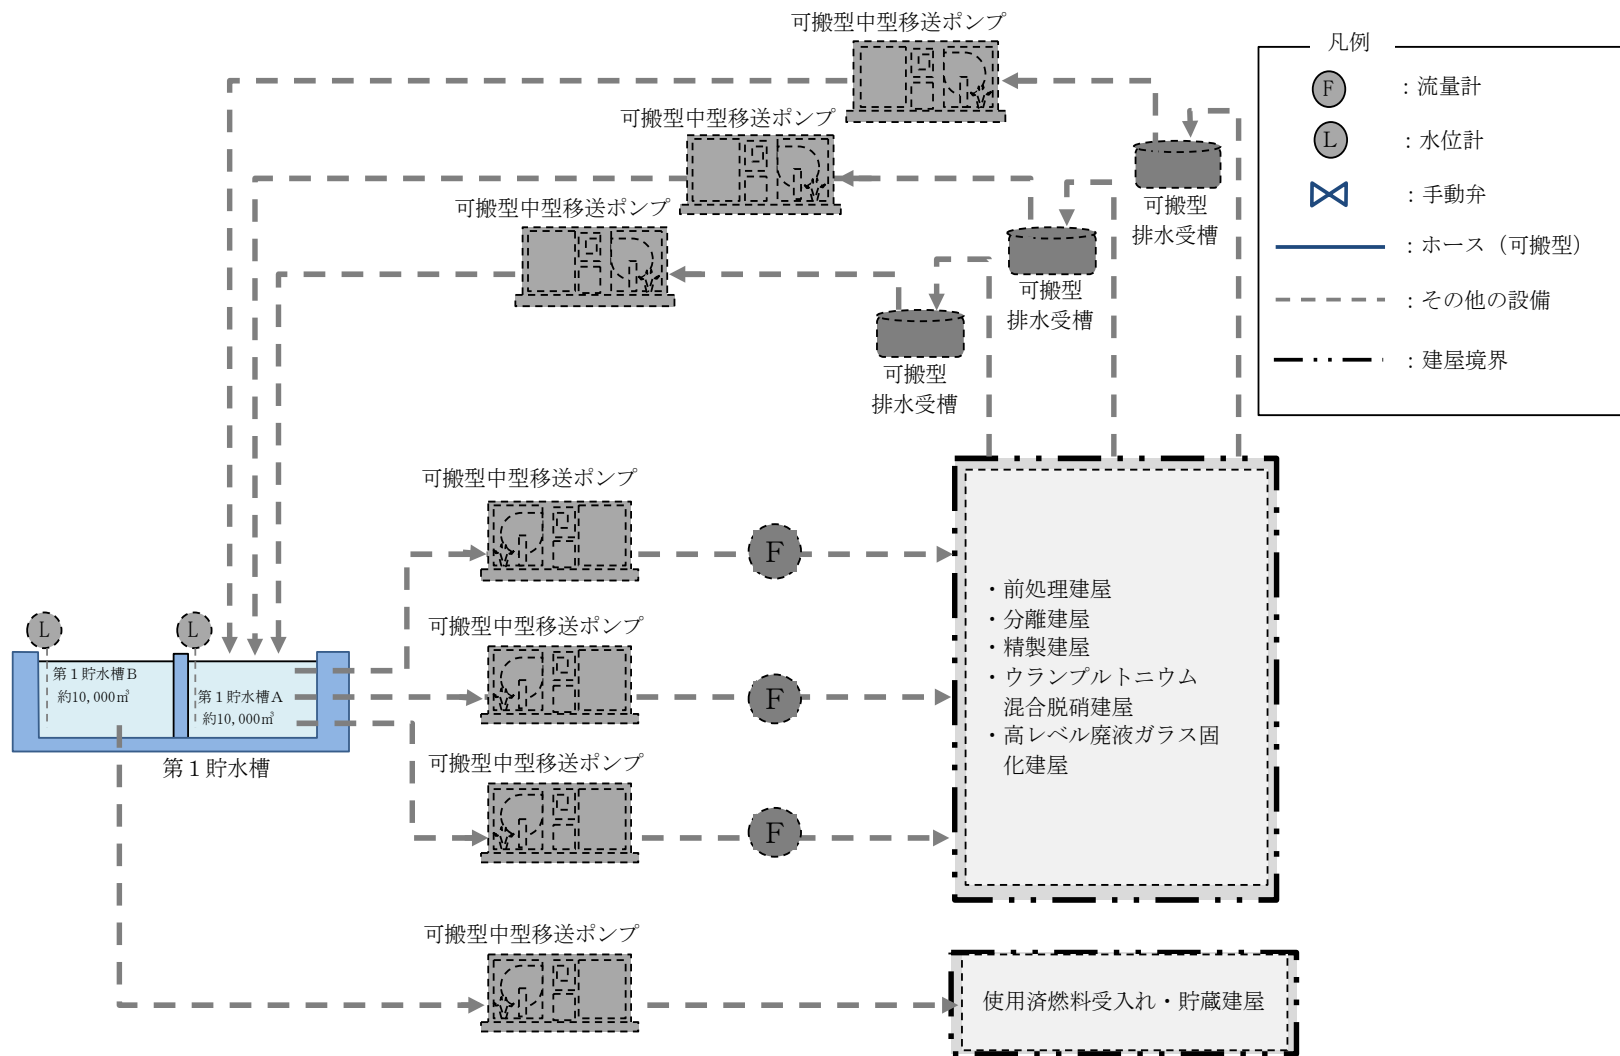 可搬型中型移送ポンプ
可搬型中型移送ポンプ
可搬型中型移送ポンプ
可搬型
排水受槽
可搬型
排水受槽
可搬型
排水受槽
凡例
F
：流量計
L
：水位計
：手動弁
：ホース（可搬型）
：その他の設備
：建屋境界
可搬型中型移送ポンプ
F
可搬型中型移送ポンプ
F
可搬型中型移送ポンプ
F
L
L
第１貯水槽Ｂ
約10,000㎥
第１貯水槽Ａ
約10,000㎥
第１貯水槽
・前処理建屋
・分離建屋
・精製建屋
・ウランプルトニウム
混合脱硝建屋
・高レベル廃液ガラス固
化建屋
可搬型中型移送ポンプ
使用済燃料受入れ・貯蔵建屋